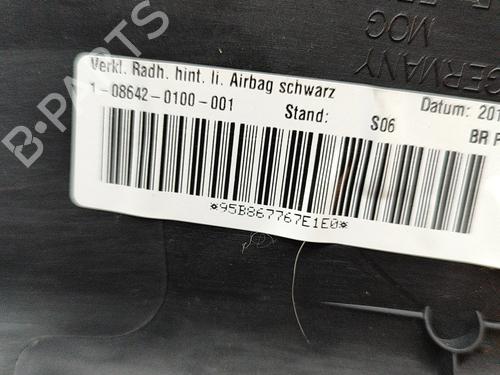 GERMANY
MOG
Verkl. Radh. hint. li. Airbag schwarz
1-08642-0100-001
Stand: S06
Datum: 201
BR P
*95B867767E1E0*
B-PARTS